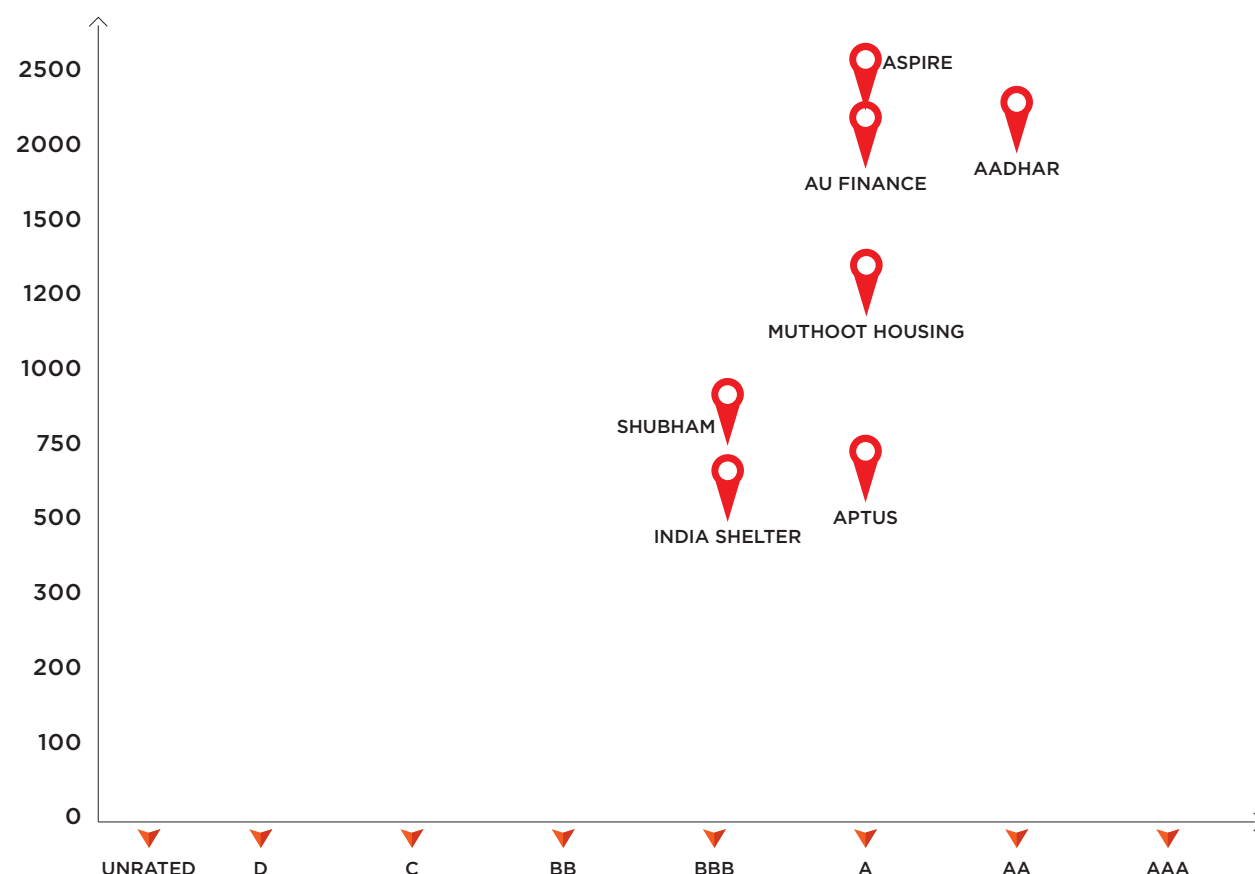 2500
ASPIRE
2000
AADHAR
AU FINANCE
1500
1200
MUTHOOT HOUSING
1000
SHUBHAM
750
500
APTUS
INDIA SHELTER
300
200
100
0
UNRATED D C BB BBB A AA AAA